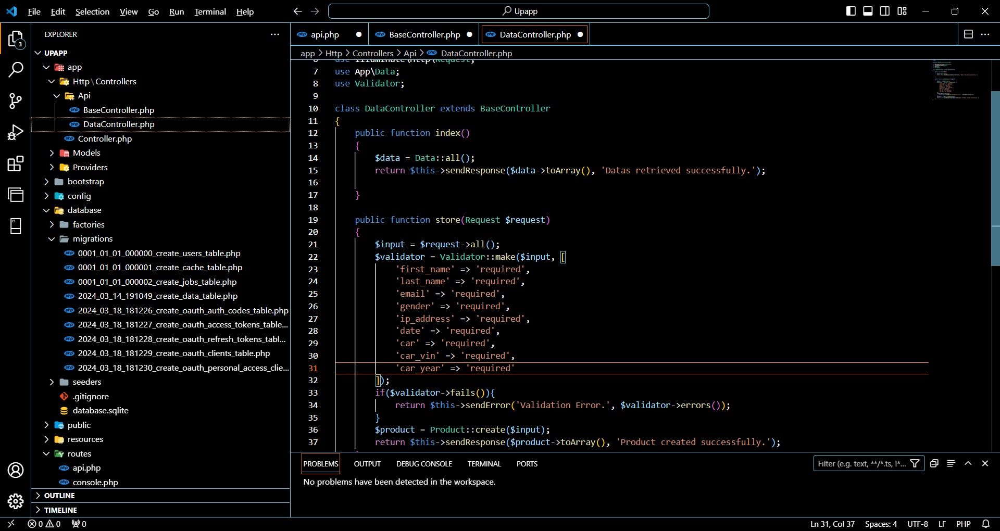 File Edit Selection View Go Run Terminal Help
Upapp
EXPLORER
3
UPAPP
app
Http\Controllers
Api
BaseController.php
DataController.php
Controller.php
Models
Providers
bootstrap
config
database
factories
migrations
0001_01_01_000000_create_users_table.php
0001_01_01_000001_create_cache_table.php
0001_01_01_000002_create_jobs_table.php
2024_03_14_191049_create_data_table.php
2024_03_18_181226_create_oauth_auth_codes_table.php
2024_03_18_181227_create_oauth_access_tokens_table...
2024_03_18_181228_create_oauth_refresh_tokens_tabl...
2024_03_18_181229_create_oauth_clients_table.php
2024_03_18_181230_create_oauth_personal_access_clie...
seeders
.gitignore
database.sqlite
public
resources
routes
api.php
console.php
OUTLINE
TIMELINE
api.php BaseController.php DataController.php
app > Http > Controllers > Api > DataController.php
6 use Illuminate\Http\Request;
7 use App\Data;
8 use Validator;
9
10 class DataController extends BaseController
11 {
12 public function index()
13 {
14 $data = Data::all();
15 return $this->sendResponse($data->toArray(), 'Datas retrieved successfully.');
16
17 }
18
19 public function store(Request $request)
20 {
21 $input = $request->all();
22 $validator = Validator::make($input, [
23 'first_name' => 'required',
24 'last_name' => 'required',
25 'email' => 'required',
26 'gender' => 'required',
27 'ip_address' => 'required',
28 'date' => 'required',
29 'car' => 'required',
30 'car_vin' => 'required',
31 'car_year' => 'required'
32 ]);
33 if($validator->fails()){
34 return $this->sendError('Validation Error.', $validator->errors());
35 }
36 $product = Product::create($input);
37 return $this->sendResponse($product->toArray(), 'Product created successfully.');
PROBLEMS OUTPUT DEBUG CONSOLE TERMINAL PORTS
Filter (e.g. text, **/*.ts, !*...
No problems have been detected in the workspace.
0 0 0
Ln 31, Col 37 Spaces: 4 UTF-8 LF PHP